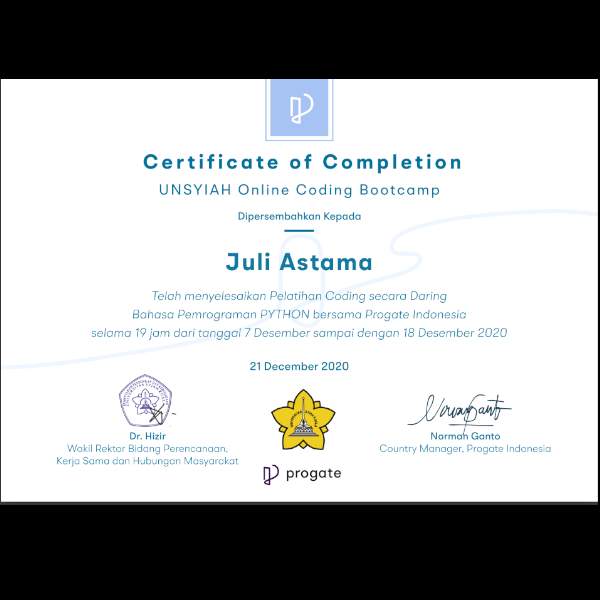 Certificate of Completion
UNSYIAH Online Coding Bootcamp
Dipersembahkan Kepada
Juli Astama
Telah menyelesaikan Pelatihan Coding secara Daring
Bahasa Pemrograman PYTHON bersama Progate Indonesia
selama 19 jam dari tanggal 7 Desember sampai dengan 18 Desember 2020
21 December 2020
Dr. Hizir
Wakil Rektor Bidang Perencanaan,
Kerja Sama dan Hubungan Masyarakat
Norman Ganto
Country Manager, Progate Indonesia
progate